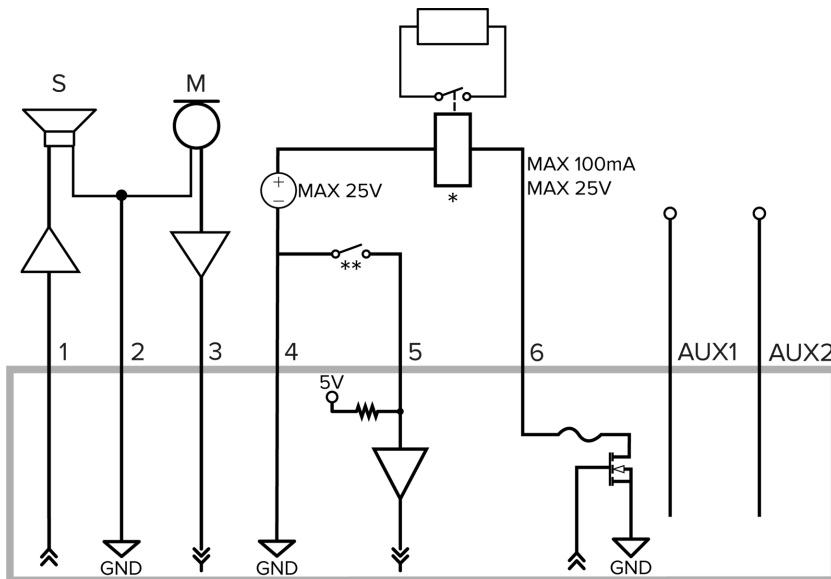 S
M
+
−
MAX 25V
*
MAX 100mA
MAX 25V
**
1
2
3
4
5
6
AUX1
AUX2
5V
GND
GND
GND